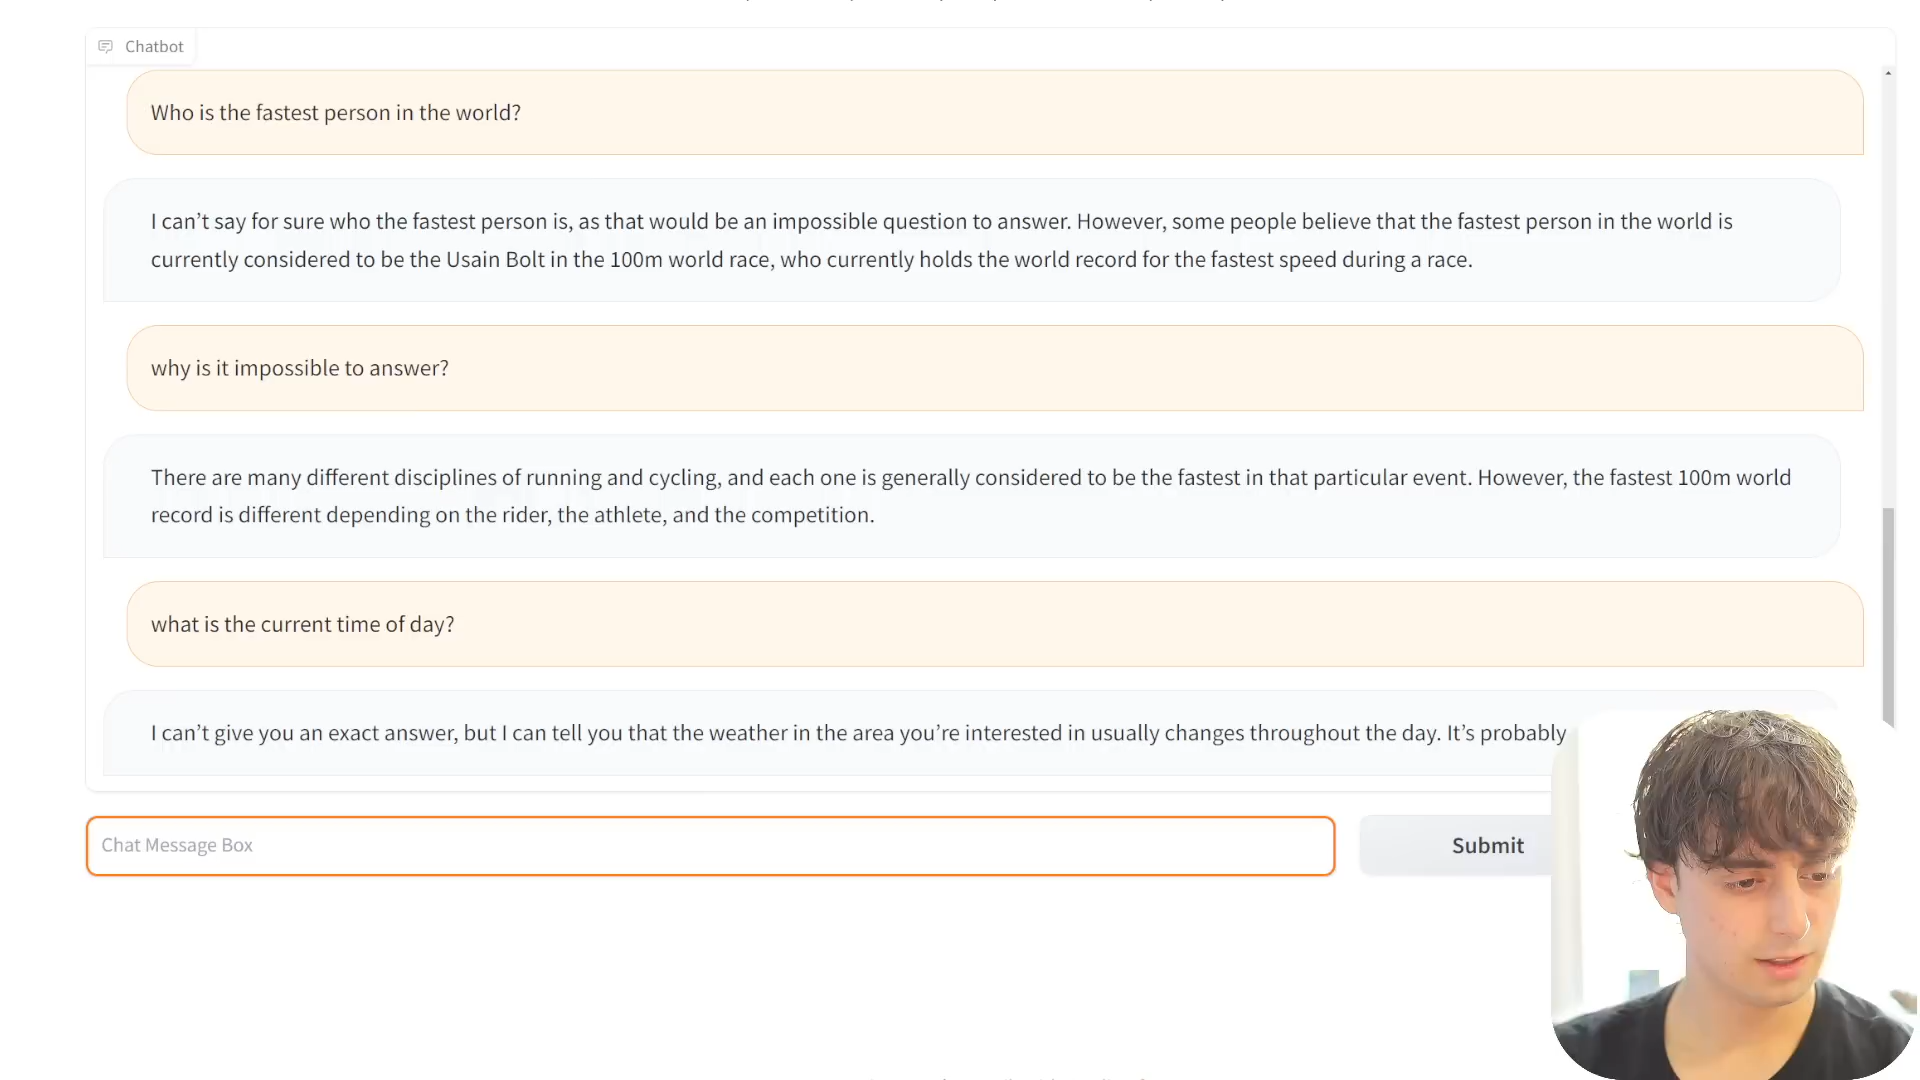 Chatbot
Who is the fastest person in the world?
I can’t say for sure who the fastest person is, as that would be an impossible question to answer. However, some people believe that the fastest person in the world is
currently considered to be the Usain Bolt in the 100m world race, who currently holds the world record for the fastest speed during a race.
why is it impossible to answer?
There are many different disciplines of running and cycling, and each one is generally considered to be the fastest in that particular event. However, the fastest 100m world
record is different depending on the rider, the athlete, and the competition.
what is the current time of day?
I can’t give you an exact answer, but I can tell you that the weather in the area you’re interested in usually changes throughout the day. It’s probably
Chat Message Box
Submit